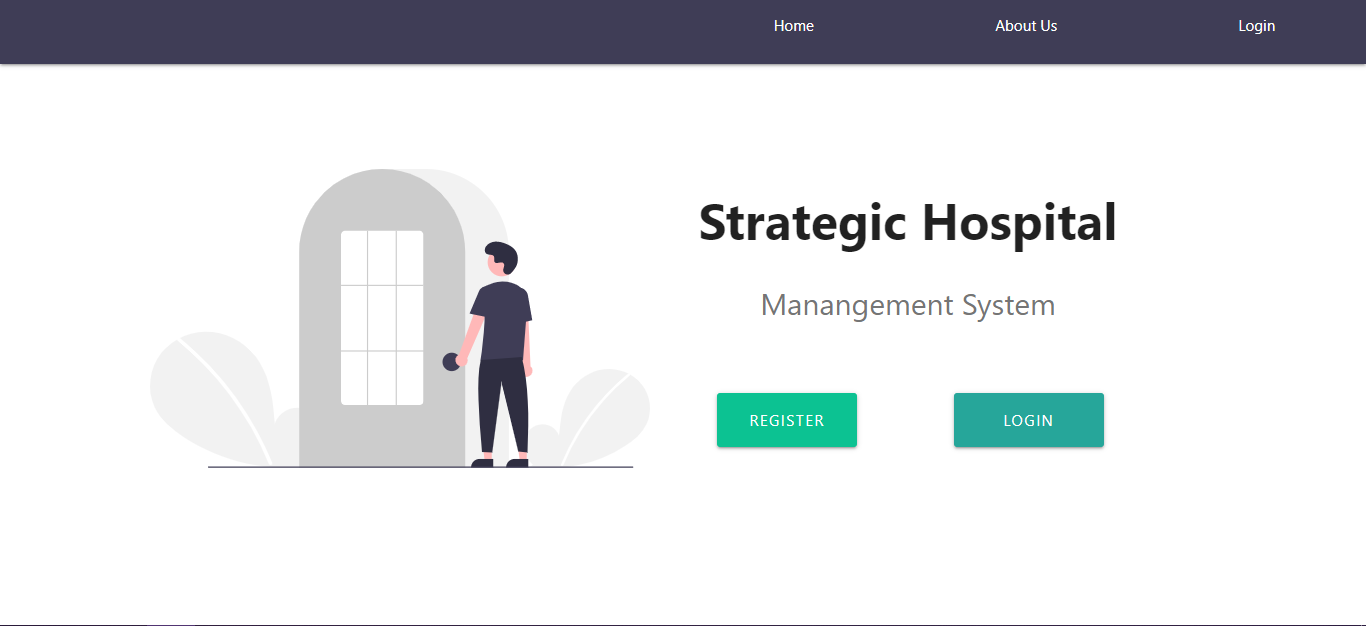 Home About Us Login
Strategic Hospital
Manangement System
REGISTER LOGIN